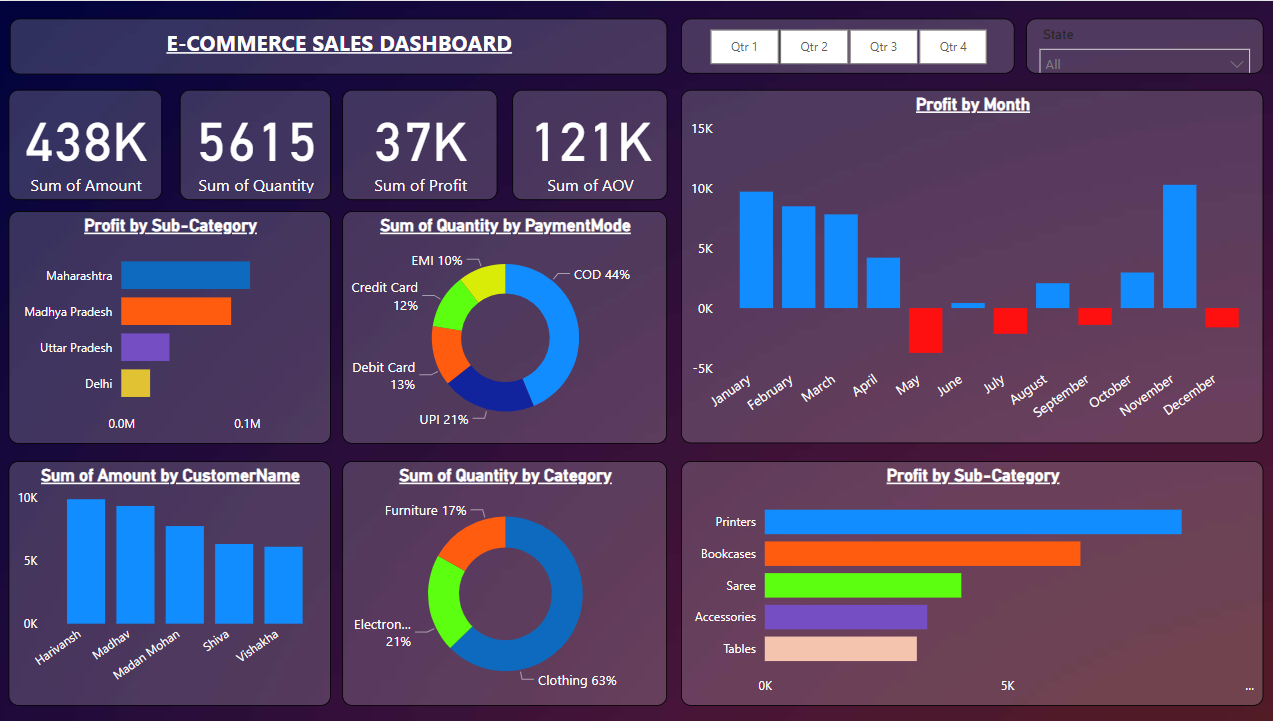 E-COMMERCE SALES DASHBOARD
Qtr 1
Qtr 2
Qtr 3
Qtr 4
State
All
438K
Sum of Amount
5615
Sum of Quantity
37K
Sum of Profit
121K
Sum of AOV
Profit by Month
15K
10K
5K
0K
-5K
January
February
March
April
May
June
July
August
September
October
November
December
Profit by Sub-Category
Maharashtra
Madhya Pradesh
Uttar Pradesh
Delhi
0.0M
0.1M
Sum of Quantity by PaymentMode
EMI 10%
COD 44%
Credit Card
12%
Debit Card
13%
UPI 21%
Sum of Amount by CustomerName
10K
5K
0K
Harivansh
Madhav
Madan Mohan
Shiva
Vishakha
Sum of Quantity by Category
Furniture 17%
Electron...
21%
Clothing 63%
Profit by Sub-Category
Printers
Bookcases
Saree
Accessories
Tables
0K
5K
...